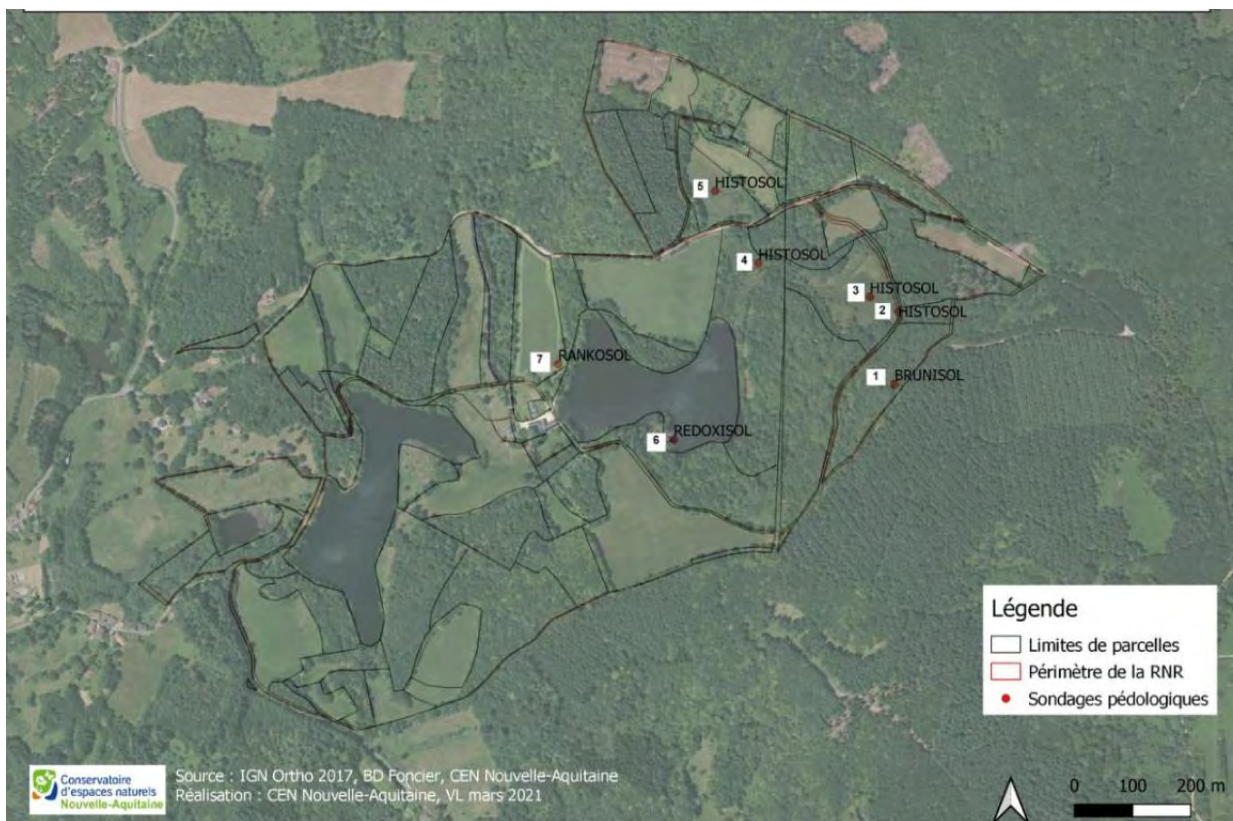 5 HISTOSOL
4 HISTOSOL
3 HISTOSOL
2 HISTOSOL
7 RANKOSOL
1 BRUNISOL
6 REDOXISOL
Légende
Limites de parcelles
Périmètre de la RNR
Sondages pédologiques
Conservatoire
d'espaces naturels
Nouvelle-Aquitaine
Source : IGN Ortho 2017, BD Foncier, CEN Nouvelle-Aquitaine
Réalisation : CEN Nouvelle-Aquitaine, VL mars 2021
0 100 200 m